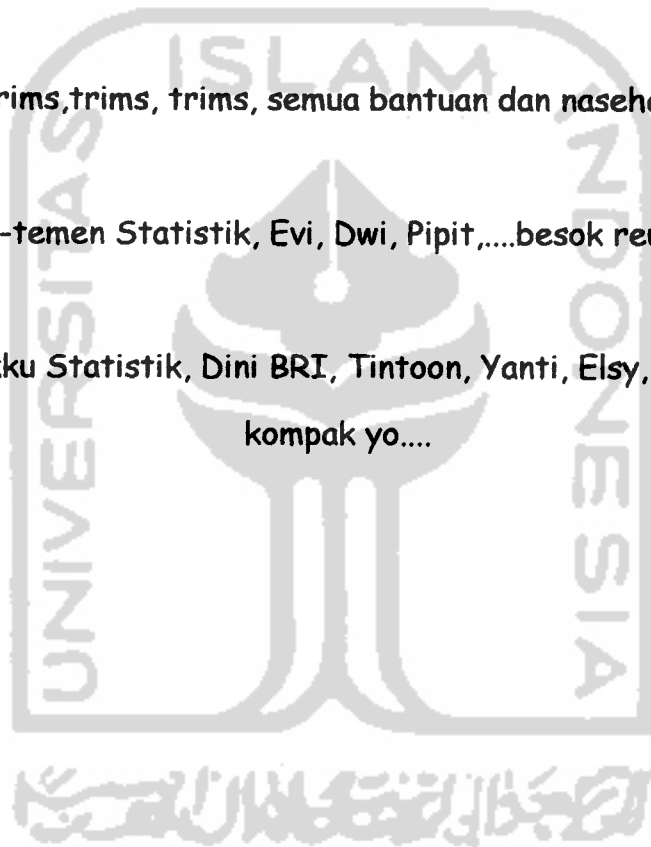 ISLAM
UNIVERSITAS
INDONESIA
rims,trims, trims, semua bantuan dan naseh
-temen Statistik, Evi, Dwi, Pipit,....besok re
ku Statistik, Dini BRI, Tintoon, Yanti, Elsy,
kompak yo....